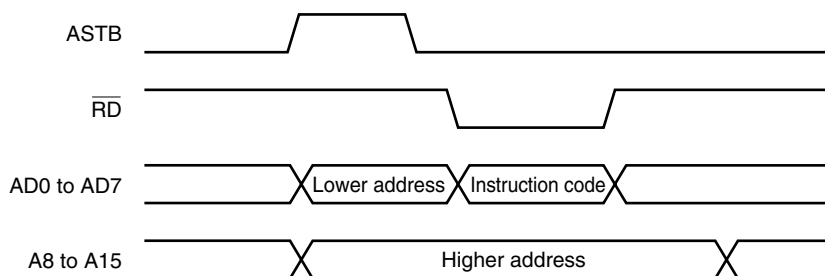 ASTB
RD
AD0 to AD7 Lower address Instruction code
A8 to A15 Higher address